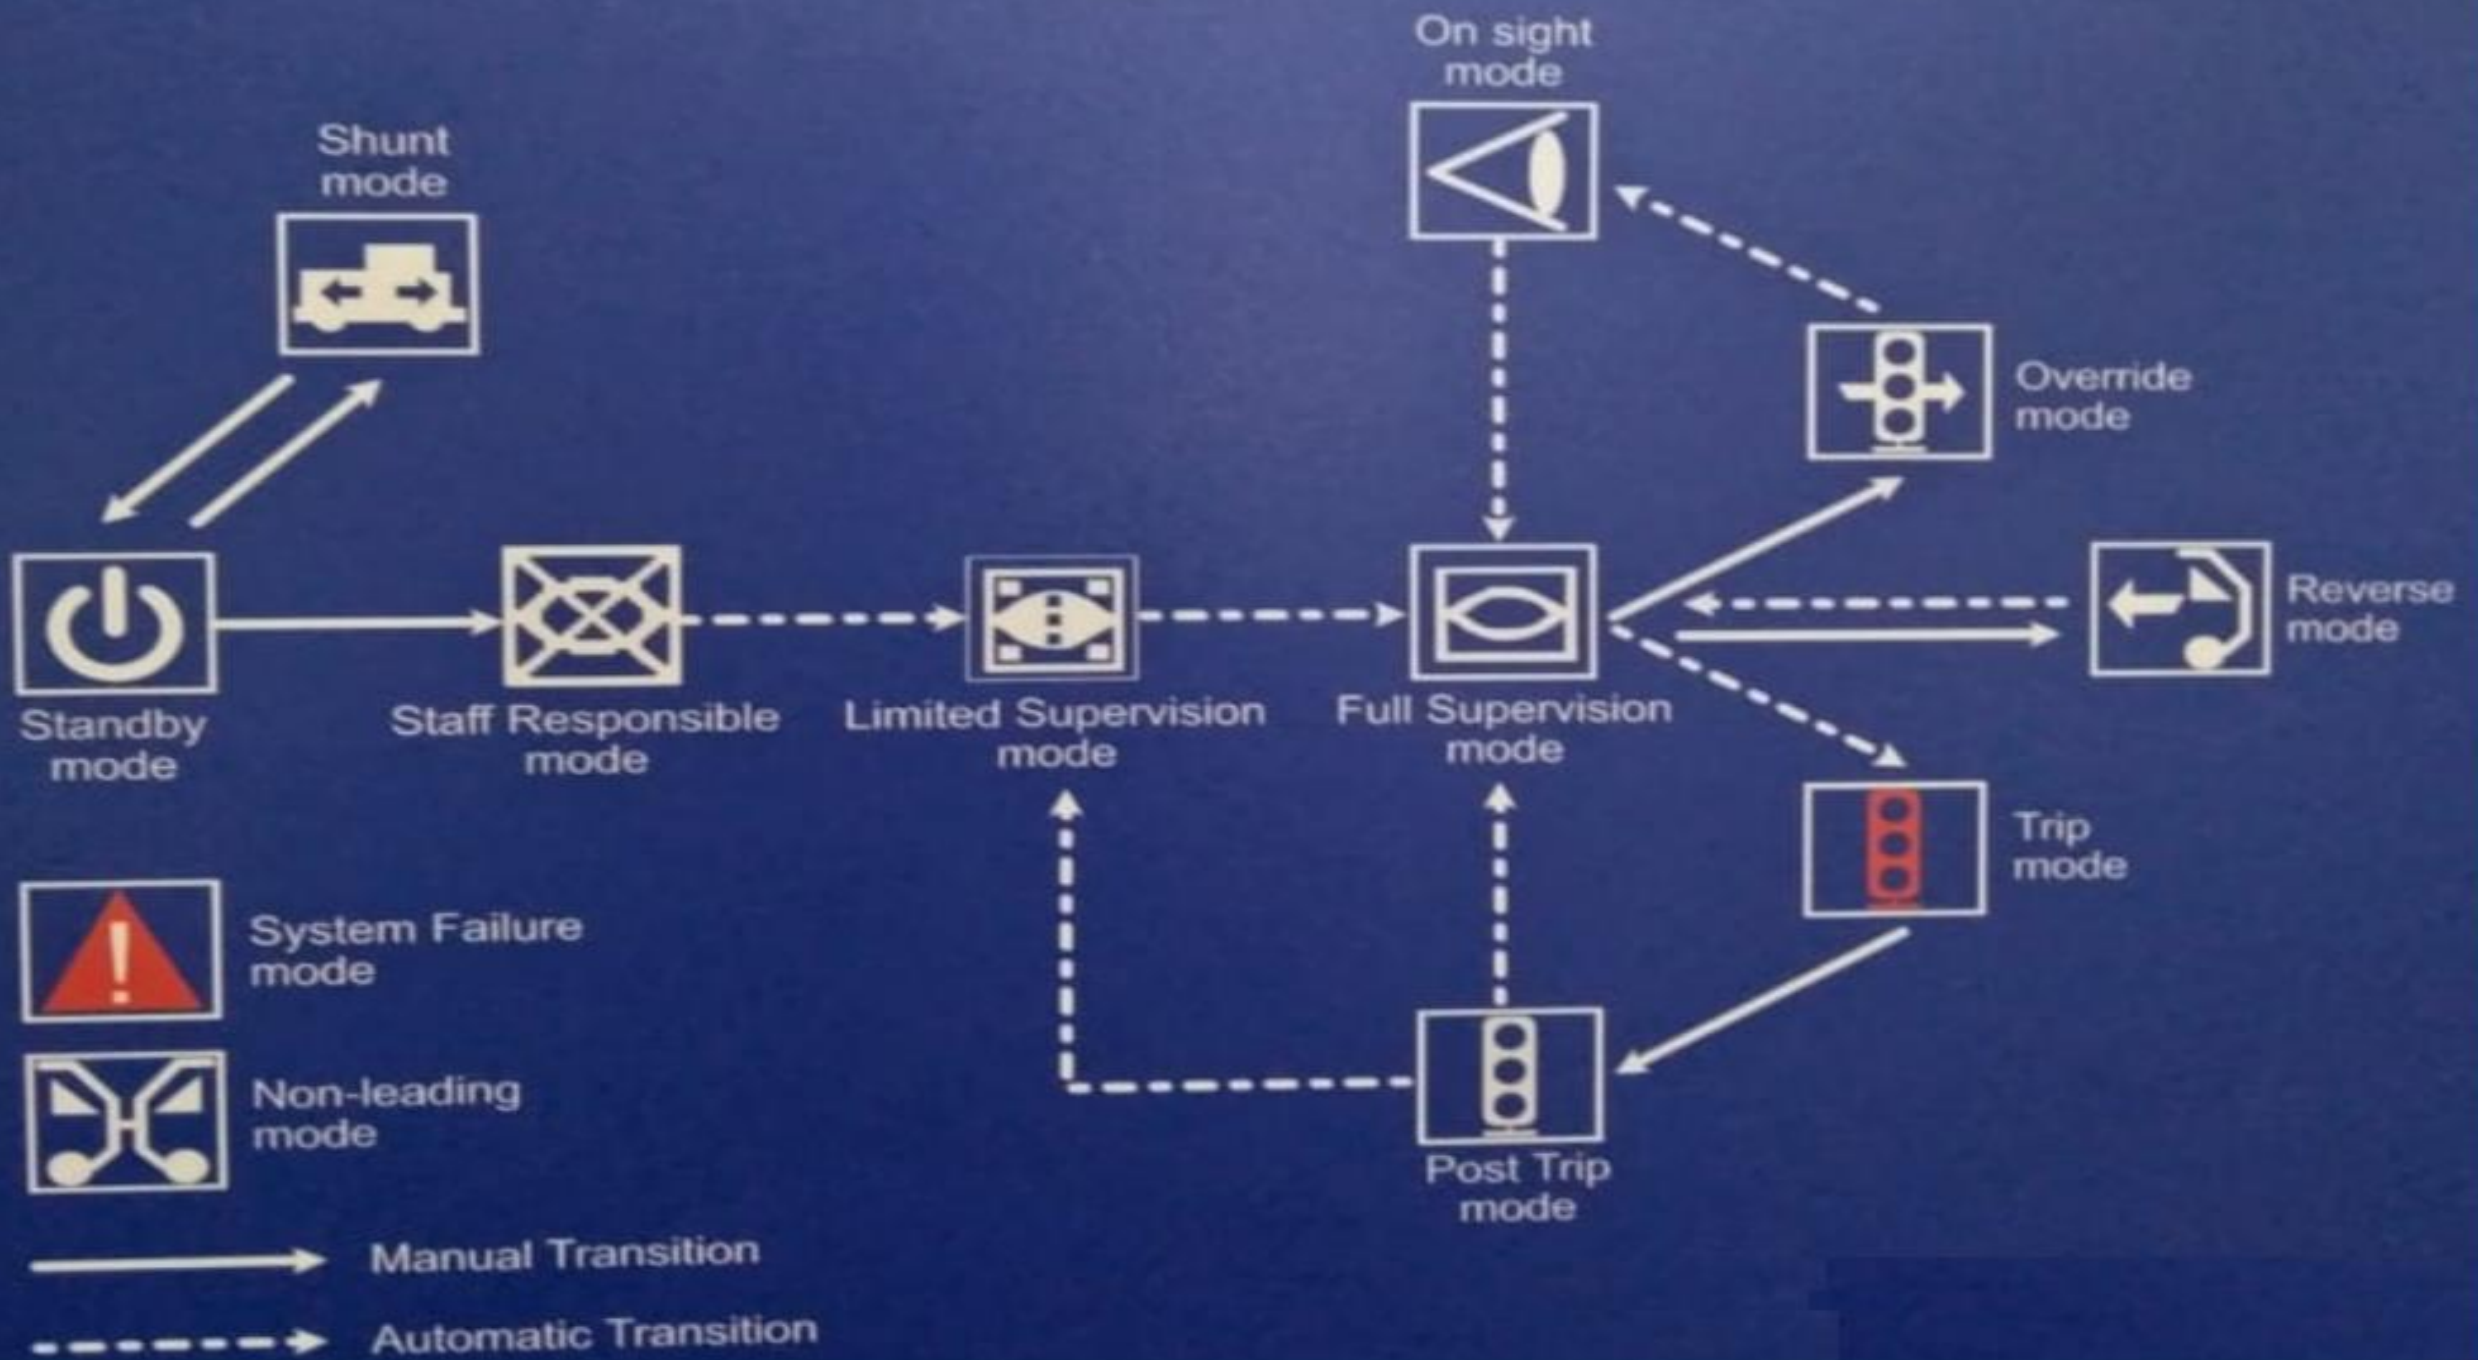 On sight
mode
Shunt
mode
Override
mode
Reverse
mode
Standby
mode
Staff Responsible
mode
Limited Supervision
mode
Full Supervision
mode
Trip
mode
System Failure
mode
Non-leading
mode
Post Trip
mode
Manual Transition
Automatic Transition